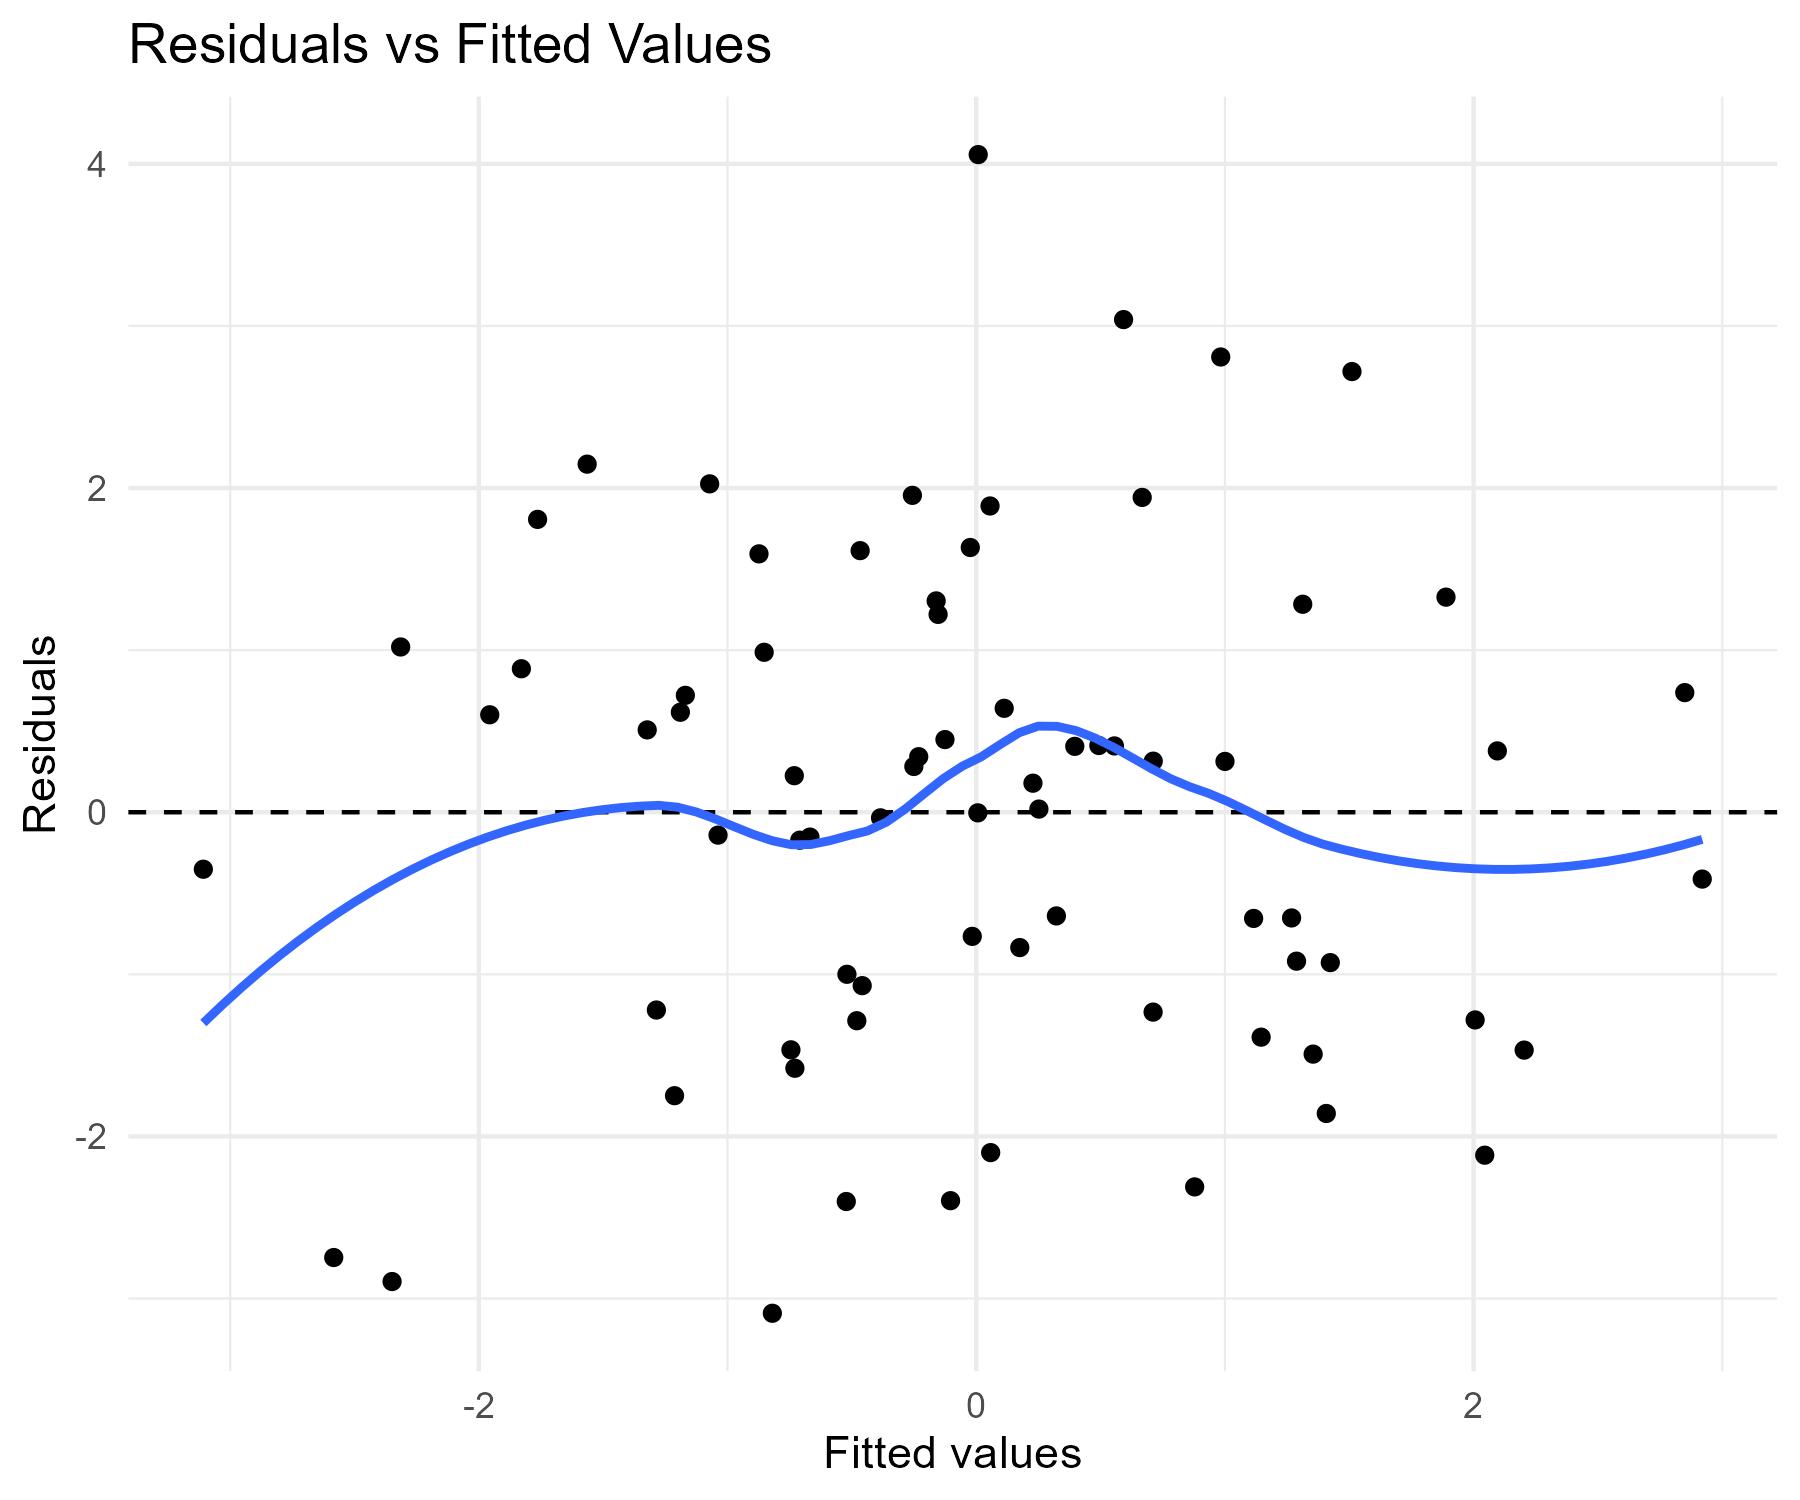 Residuals vs Fitted Values
4
2
0
-2
Residuals
-2 0 2
Fitted values